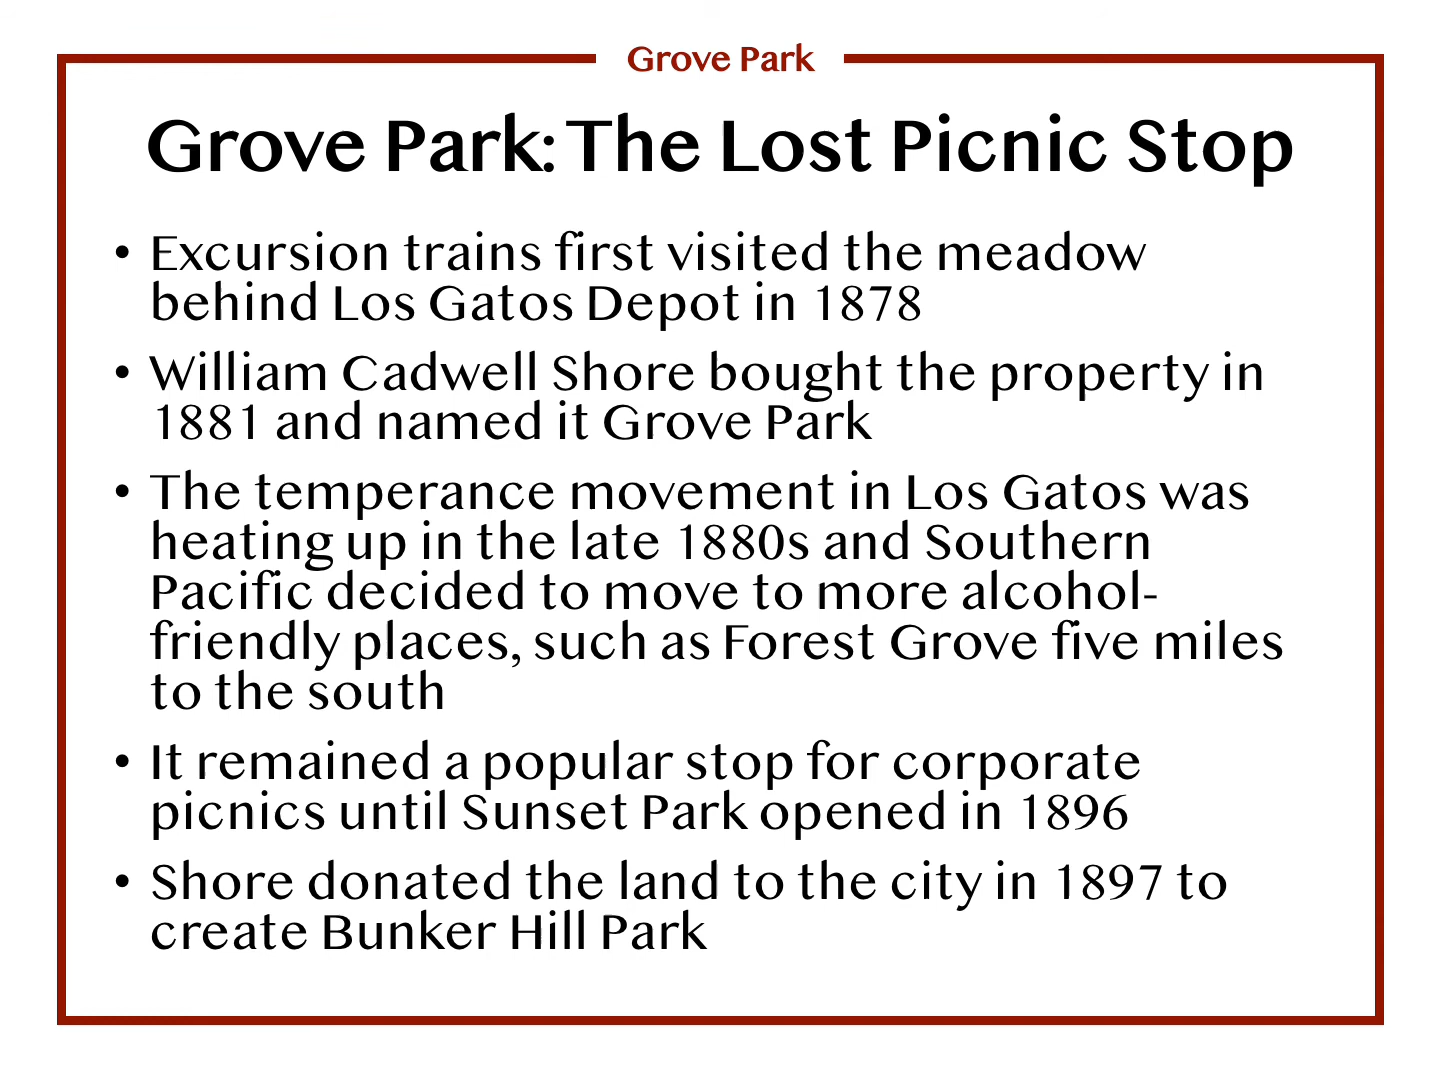 Grove Park
Grove Park: The Lost Picnic Stop
• Excursion trains first visited the meadow
behind Los Gatos Depot in 1878
• William Cadwell Shore bought the property in
1881 and named it Grove Park
• The temperance movement in Los Gatos was
heating up in the late 1880s and Southern
Pacific decided to move to more alcohol-
friendly places, such as Forest Grove five miles
to the south
• It remained a popular stop for corporate
picnics until Sunset Park opened in 1896
• Shore donated the land to the city in 1897 to
create Bunker Hill Park